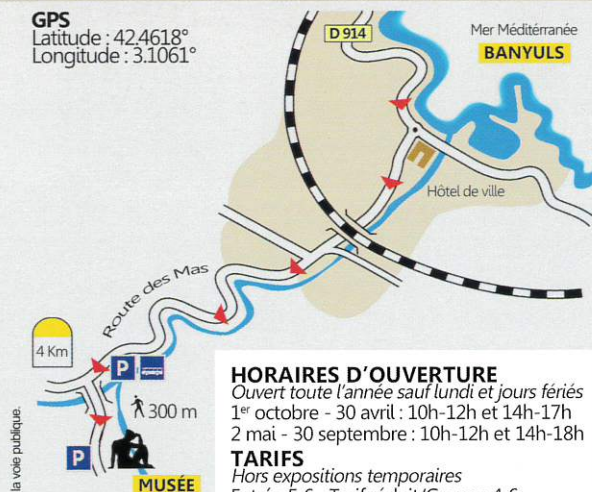 GPS
Latitude : 42.4618°
Longitude : 3.1061°
D 914
Mer Méditérranée
BANYULS
Hôtel de ville
Route des Mas
4 Km
P
300 m
P
MUSÉE
la voie publique.
HORAIRES D'OUVERTURE
Ouvert toute l'année sauf lundi et jours fériés
1er octobre - 30 avril : 10h-12h et 14h-17h
2 mai - 30 septembre : 10h-12h et 14h-18h
TARIFS
Hors expositions temporaires